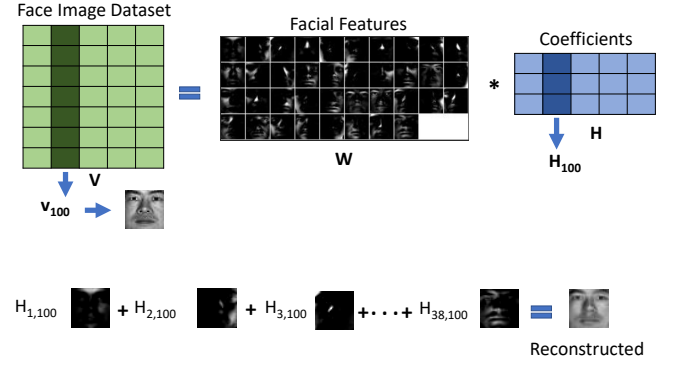 Face Image Dataset
Facial Features
Coefficients
=
*
V
W
H
v100
H100
H1,100 + H2,100 + H3,100 +···+ H38,100 =
Reconstructed